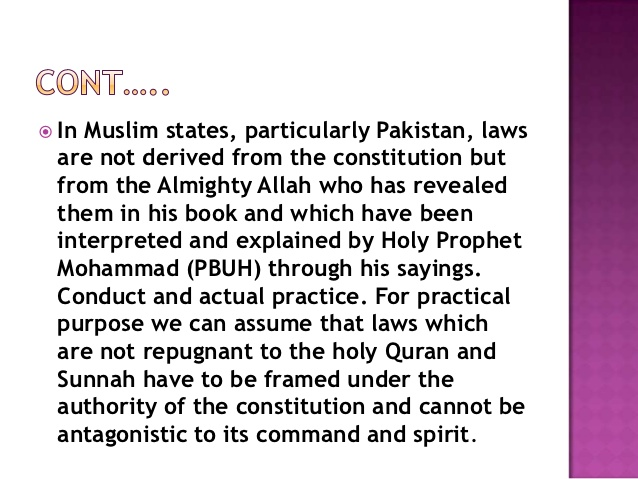 CONT.....
In Muslim states, particularly Pakistan, laws
are not derived from the constitution but
from the Almighty Allah who has revealed
them in his book and which have been
interpreted and explained by Holy Prophet
Mohammad (PBUH) through his sayings.
Conduct and actual practice. For practical
purpose we can assume that laws which
are not repugnant to the holy Quran and
Sunnah have to be framed under the
authority of the constitution and cannot be
antagonistic to its command and spirit.